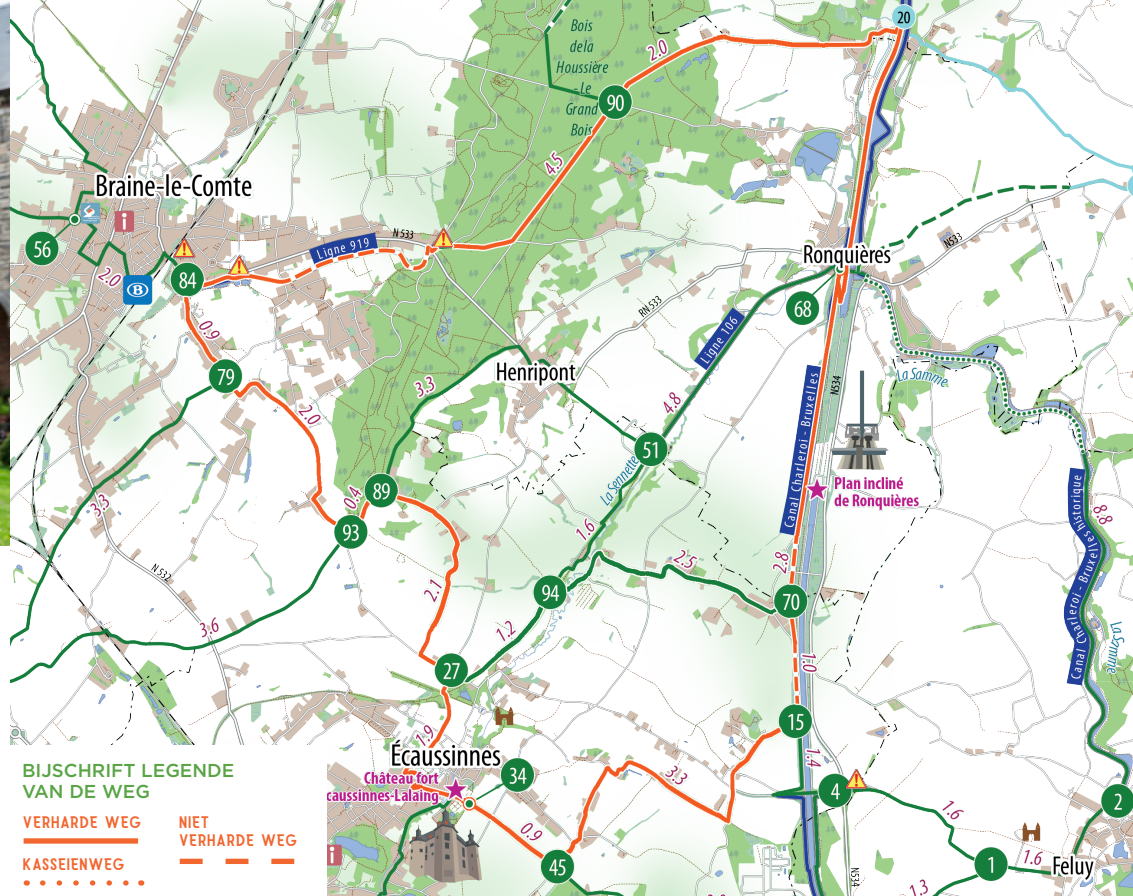 20
Bois
dela
Houssière
- Le
Grand
Bois
2.0
90
4.5
Braine-le-Comte
i
56
2.0
B
84
N 533
Ligne 919
Ronquières
N533
68
RN 533
Ligne 106
0.9
79
2.0
Henripont
3.3
4.8
N534
La Samme
Canal Charleroi - Bruxelles
51
La Sennette
Plan incliné
de Ronquières
3.3
0.4
89
93
1.6
2.5
2.8
Canal Charleroi - Bruxelles historique
8.8
N 532
2.1
94
70
3.6
1.2
1.0
La Samme
27
15
1.9
Écaussinnes
Château fort
caussinnes-Lalaing
34
3.3
1.4
4
1.6
2
0.9
45
i
N534
1
1.6
Feluy
1.3
BIJSCHRIFT LEGENDE
VAN DE WEG
VERHARDE WEG
NIET
VERHARDE WEG
KASSEIENWEG